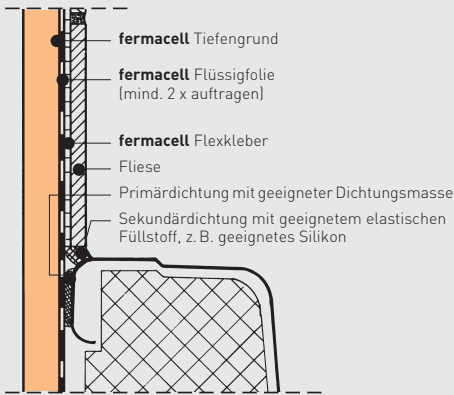 fermacell Tiefengrund
fermacell Flüssigfolie
(mind. 2 x auftragen)
fermacell Flexkleber
Fliese
Primärdichtung mit geeigneter Dichtungsmasse
Sekundärdichtung mit geeignetem elastischen
Füllstoff, z. B. geeignetes Silikon